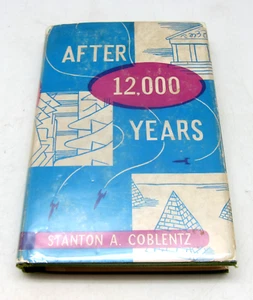 AFTER
12,000
YEARS
STANTON A. COBLENTZ